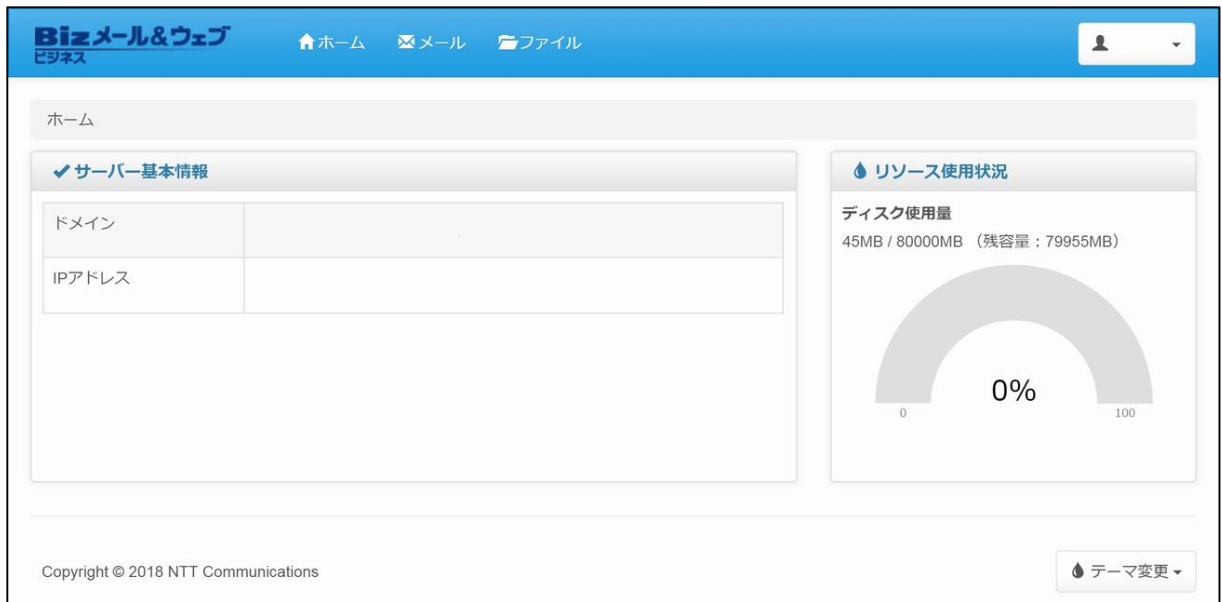 Bizメール&ウェブ
ビジネス
ホーム メール ファイル
ホーム
サーバー基本情報
ドメイン
IPアドレス
リソース使用状況
ディスク使用量
45MB / 80000MB （残容量：79955MB）
0%
0 100
Copyright © 2018 NTT Communications
テーマ変更